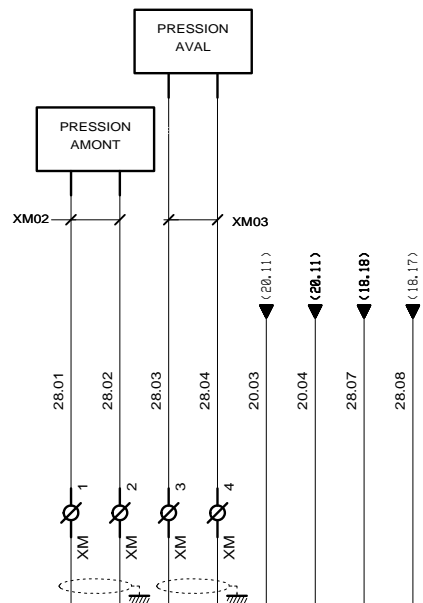 PRESSION
AVAL
PRESSION
AMONT
XM02
XM03
(20.11)
(20.11)
(18.18)
(18.17)
28.01
28.02
28.03
28.04
20.03
20.04
28.07
28.08
1
2
3
4
XM
XM
XM
XM